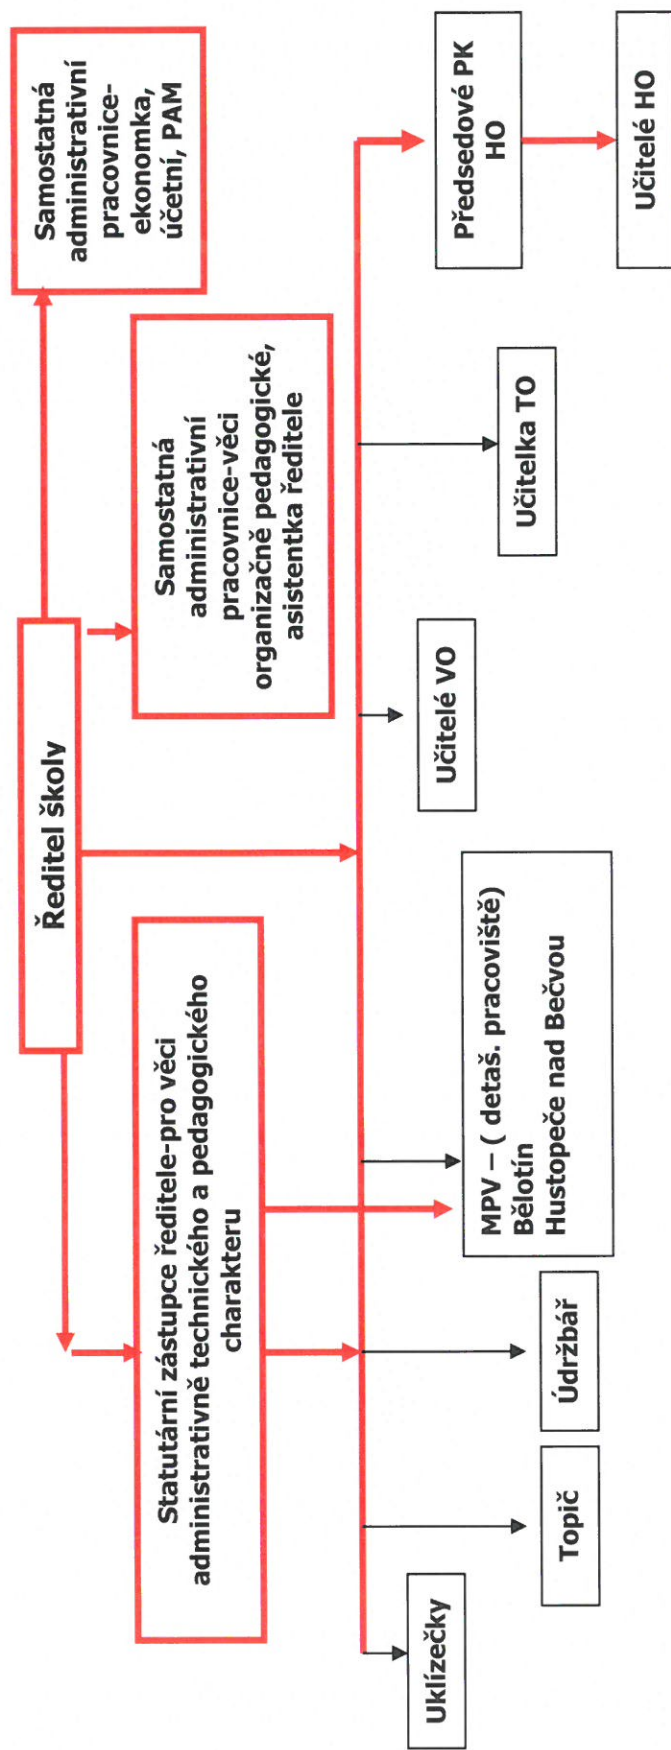 Ředitel školy
Samostatná
administrativní
pracovnice-
ekonomka,
účetní, PAM
Statutární zástupce ředitele-pro věci
administrativně technického a pedagogického
charakteru
Samostatná
administrativní
pracovnice-věci
organizačně pedagogické,
asistentka ředitele
Uklízečky
Topič
Údržbář
MPV – ( detaš. pracoviště)
Bělotín
Hustopeče nad Bečvou
Učitelé VO
Učitelka TO
Předsedové PK
HO
Učitelé HO